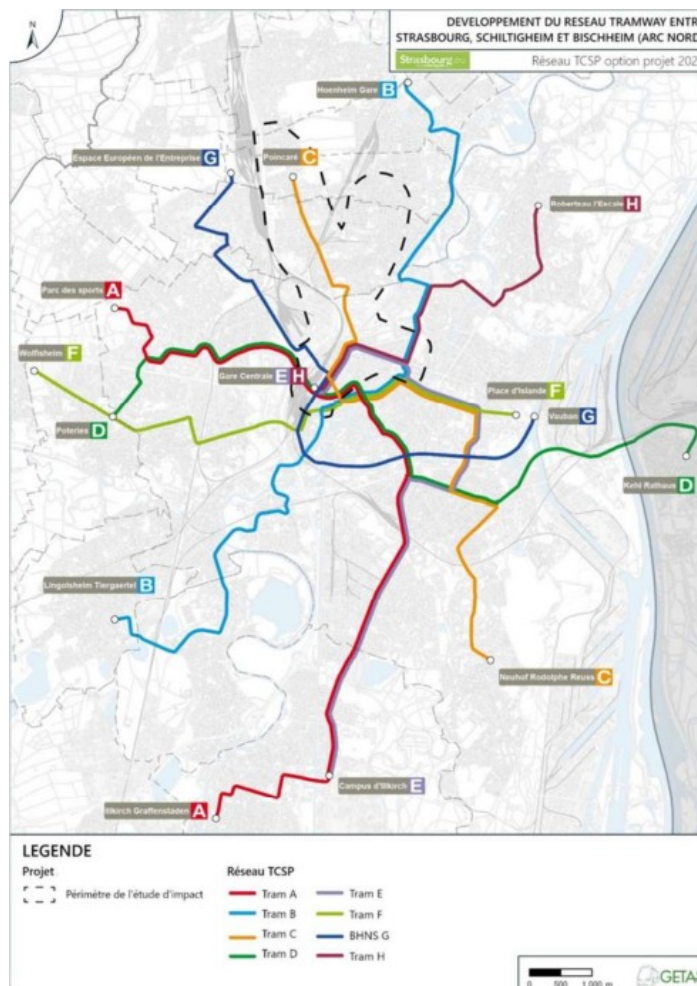 N
DEVELOPPEMENT DU RESEAU TRAMWAY ENTR
STRASBOURG, SCHILTIGHEIM ET BISCHHEIM (ARC NORD
Strasbourg.eu
Réseau TCSP option projet 202
Hoenheim Gare B
Espace Européen de l'Entreprise G
Poincaré C
Robertsau l'Escale H
Parc des sports A
Wolfisheim F
Gare Centrale E H
Place d'Islande F
Poteries D
Vauban G
Kehl Rathaus D
Lingolsheim Tiergaertel B
Neuhof Rodolphe Reuss C
Campus d'Illkirch E
Illkirch Graffenstaden A
LEGENDE
Projet
Périmètre de l'étude d'impact
Réseau TCSP
Tram A
Tram B
Tram C
Tram D
Tram E
Tram F
BHNS G
Tram H
0 500 1 000 m
GETA